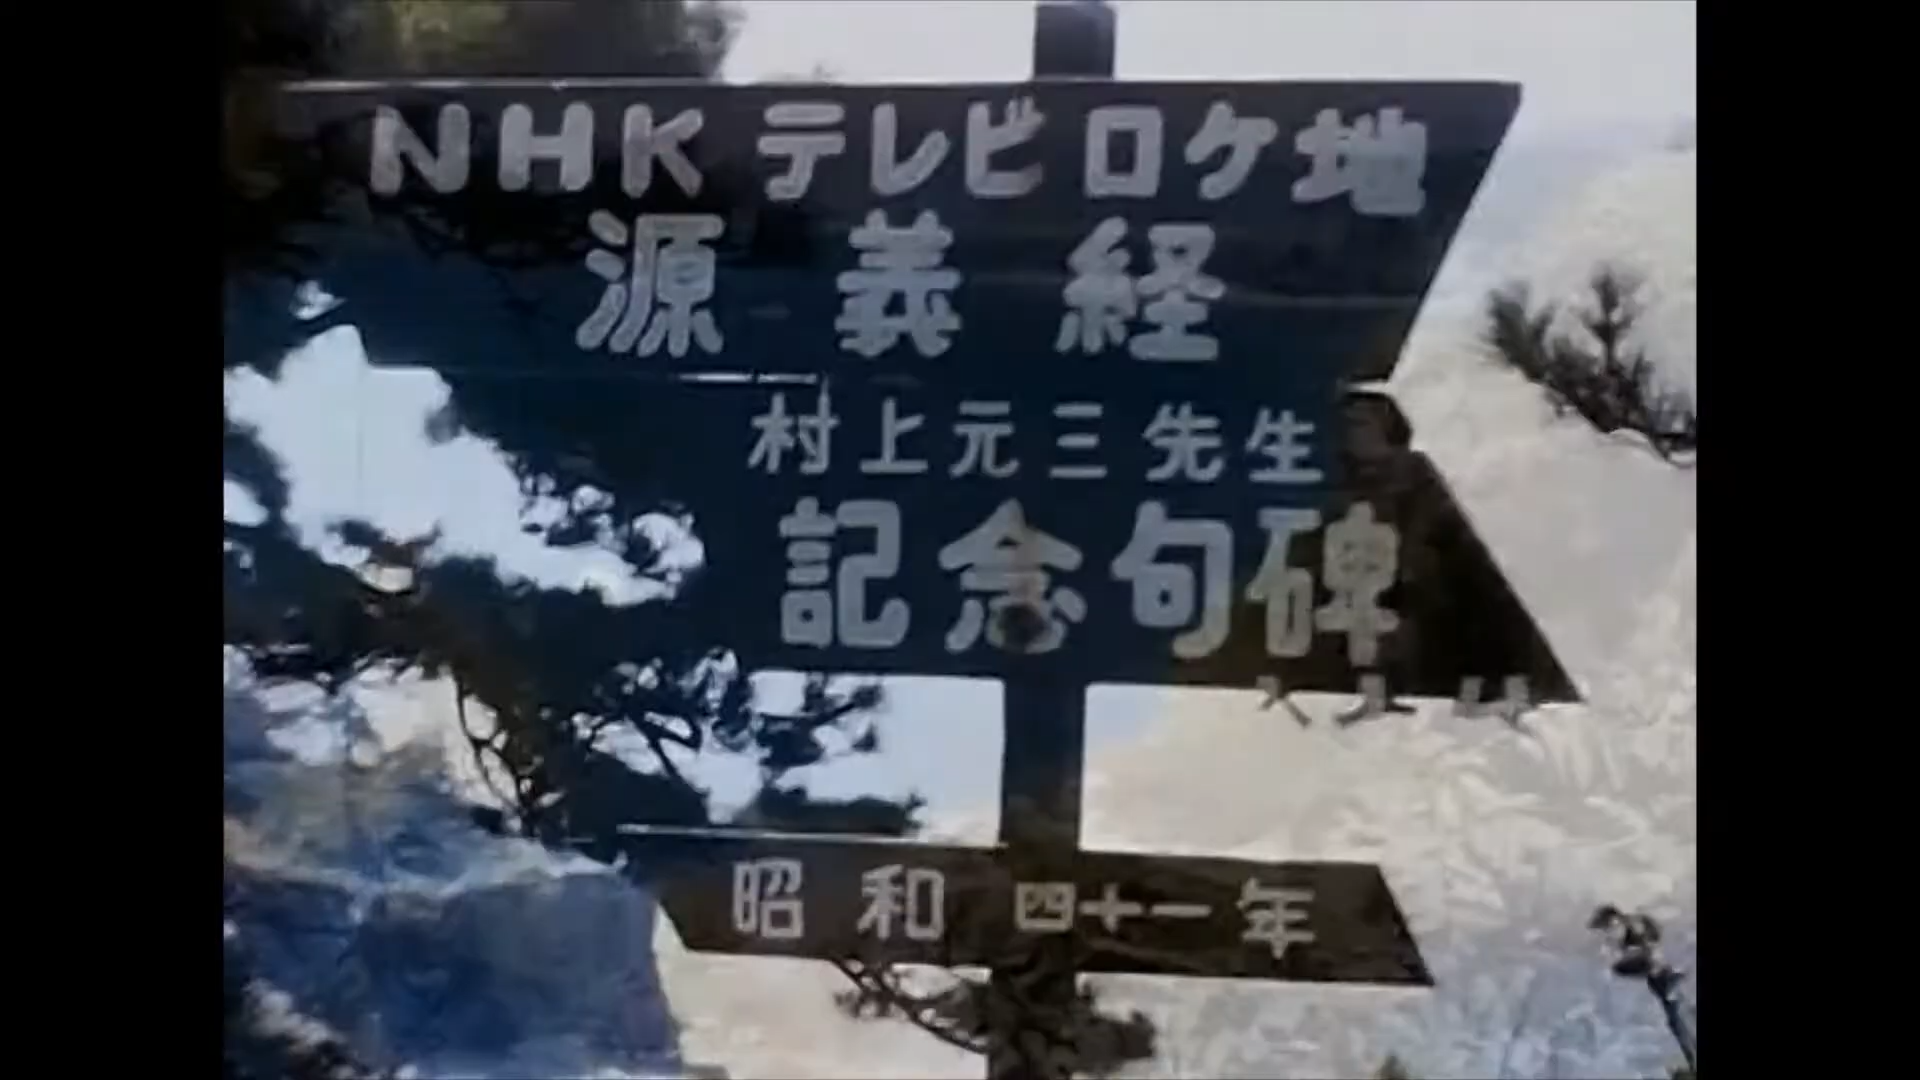 NHKテレビロケ地
源義経
村上元三先生
記念句碑
昭和四十一年